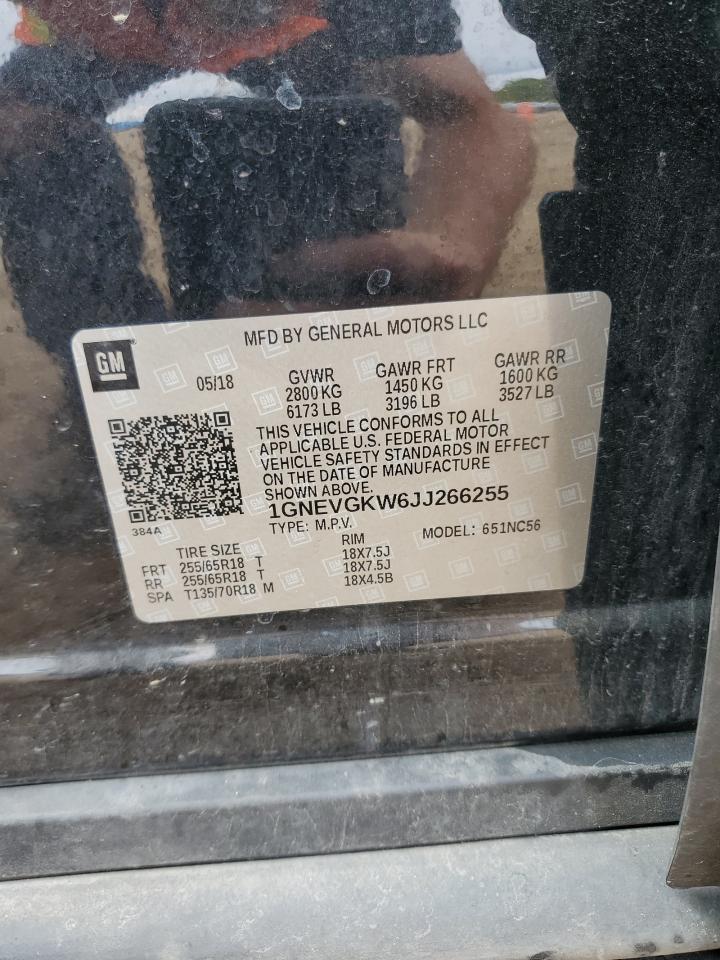 MFD BY GENERAL MOTORS LLC
GM
05/18 GVWR GAWR FRT GAWR RR
2800 KG 1450 KG 1600 KG
6173 LB 3196 LB 3527 LB
THIS VEHICLE CONFORMS TO ALL
APPLICABLE U.S. FEDERAL MOTOR
VEHICLE SAFETY STANDARDS IN EFFECT
ON THE DATE OF MANUFACTURE
SHOWN ABOVE.
1GNEVGKW6JJ266255
384A
TYPE: M.P.V. MODEL: 651NC56
TIRE SIZE RIM
FRT 255/65R18 T 18X7.5J
RR 255/65R18 T 18X7.5J
SPA T135/70R18 M 18X4.5B